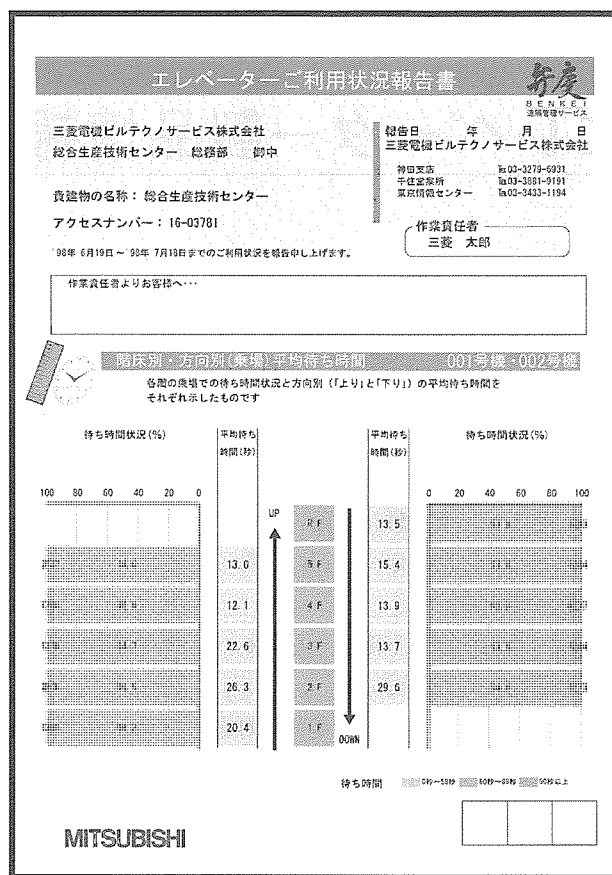 エレベーターご利用状況報告書
弁慶
BENKEI
遠隔管理サービス
三菱電機ビルテクノサービス株式会社
総合生産技術センター 総務部 御中
貴建物の名称：総合生産技術センター
アクセスナンバー：16-03781
'98年 6月19日～'98年 7月18日までのご利用状況を報告申し上げます。
報告日 年 月 日
三菱電機ビルテクノサービス株式会社
神田支店 ℡03-3279-6931
千住営業所 ℡03-3881-9191
東京情報センター ℡03-3433-1194
作業責任者
三菱 太郎
作業責任者よりお客様へ･･･
階床別・方向別(乗場)平均待ち時間 001号機・002号機
各階の乗場での待ち時間状況と方向別（「上り」と「下り」）の平均待ち時間を
それぞれ示したものです
待ち時間状況(%) 平均待ち時間(秒) 平均待ち時間(秒) 待ち時間状況(%)
100 80 60 40 20 0 0 20 40 60 80 100
UP
RF 13.5
13.0 5F 15.4
12.1 4F 13.9
22.6 3F 13.7
26.3 2F 29.6
20.4 1F
DOWN
待ち時間 0秒～59秒 60秒～89秒 90秒以上
MITSUBISHI